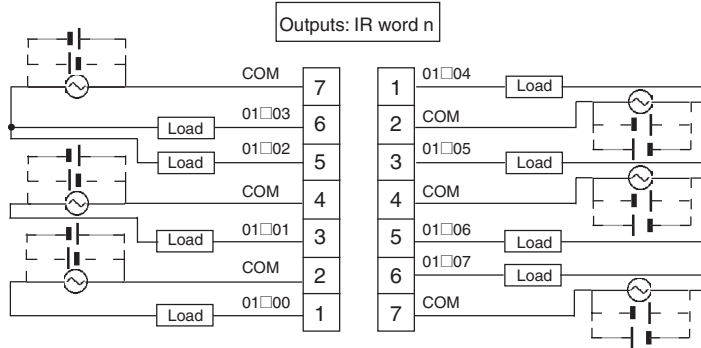 Outputs: IR word n
COM 7
Load 01□03 6
Load 01□02 5
COM 4
Load 01□01 3
COM 2
Load 01□00 1
1 01□04 Load
2 COM
3 01□05 Load
4 COM
5 01□06 Load
6 01□07 Load
7 COM